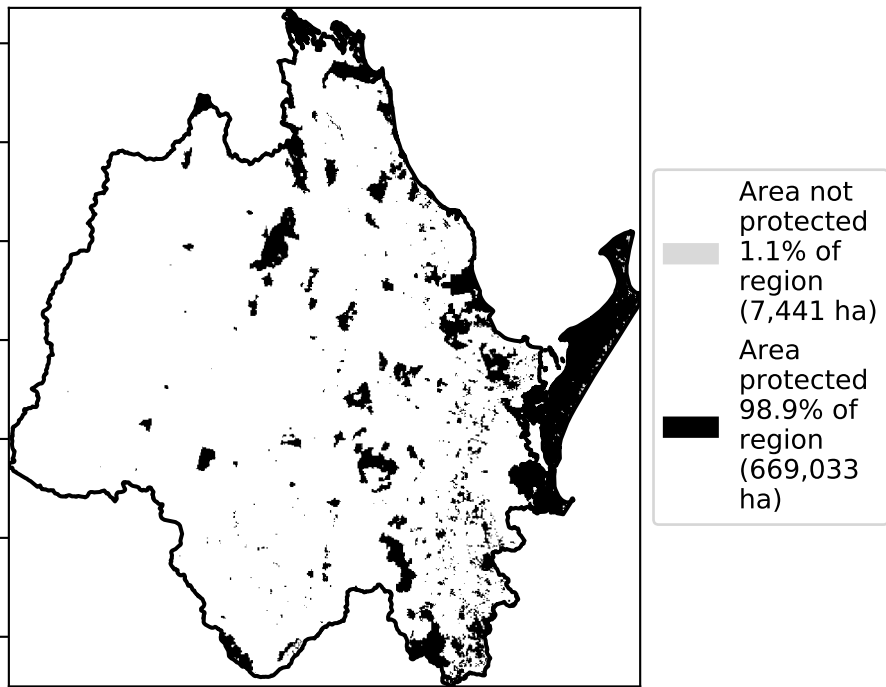 Area not
protected
1.1% of
region
(7,441 ha)
Area
protected
98.9% of
region
(669,033
ha)